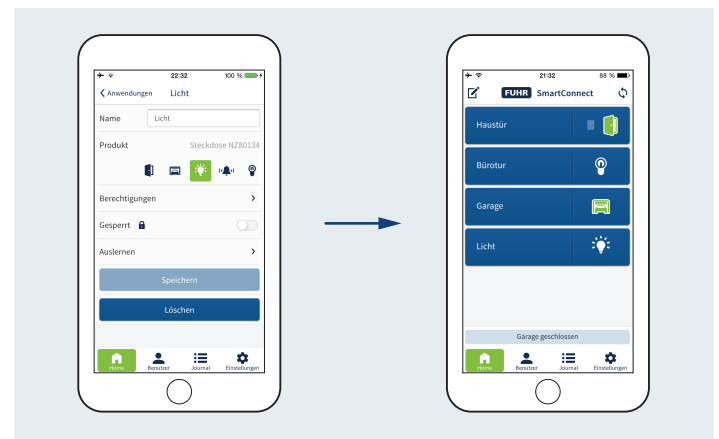 22:32 100 %
Anwendungen Licht
Name Licht
Produkt Steckdose NZ80134
Berechtigungen
Gesperrt
Auslernen
Speichern
Löschen
Home Benutzer Journal Einstellungen
21:32 88 %
FUHR SmartConnect
Haustür
Bürotur
Garage
Licht
Garage geschlossen
Home Benutzer Journal Einstellungen